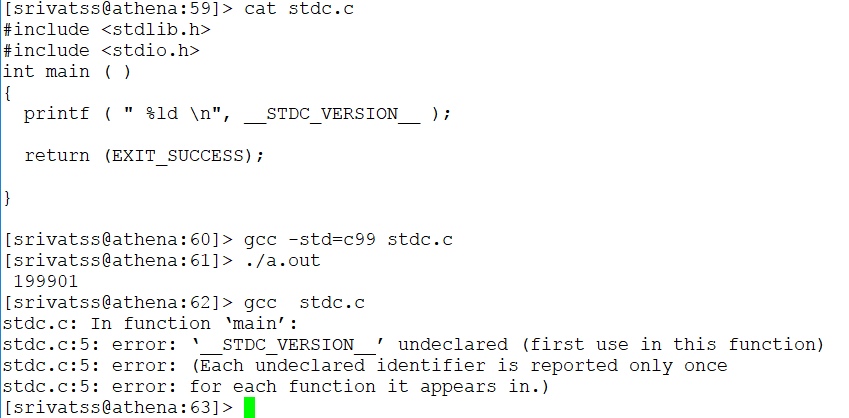 [srivatss@athena:59]> cat stdc.c
#include <stdlib.h>
#include <stdio.h>
int main ( )
{
  printf ( " %ld \n", __STDC_VERSION__ );
  return (EXIT_SUCCESS);
}
[srivatss@athena:60]> gcc -std=c99 stdc.c
[srivatss@athena:61]> ./a.out
 199901
[srivatss@athena:62]> gcc  stdc.c
stdc.c: In function ‘main’:
stdc.c:5: error: ‘__STDC_VERSION__’ undeclared (first use in this function)
stdc.c:5: error: (Each undeclared identifier is reported only once
stdc.c:5: error: for each function it appears in.)
[srivatss@athena:63]>